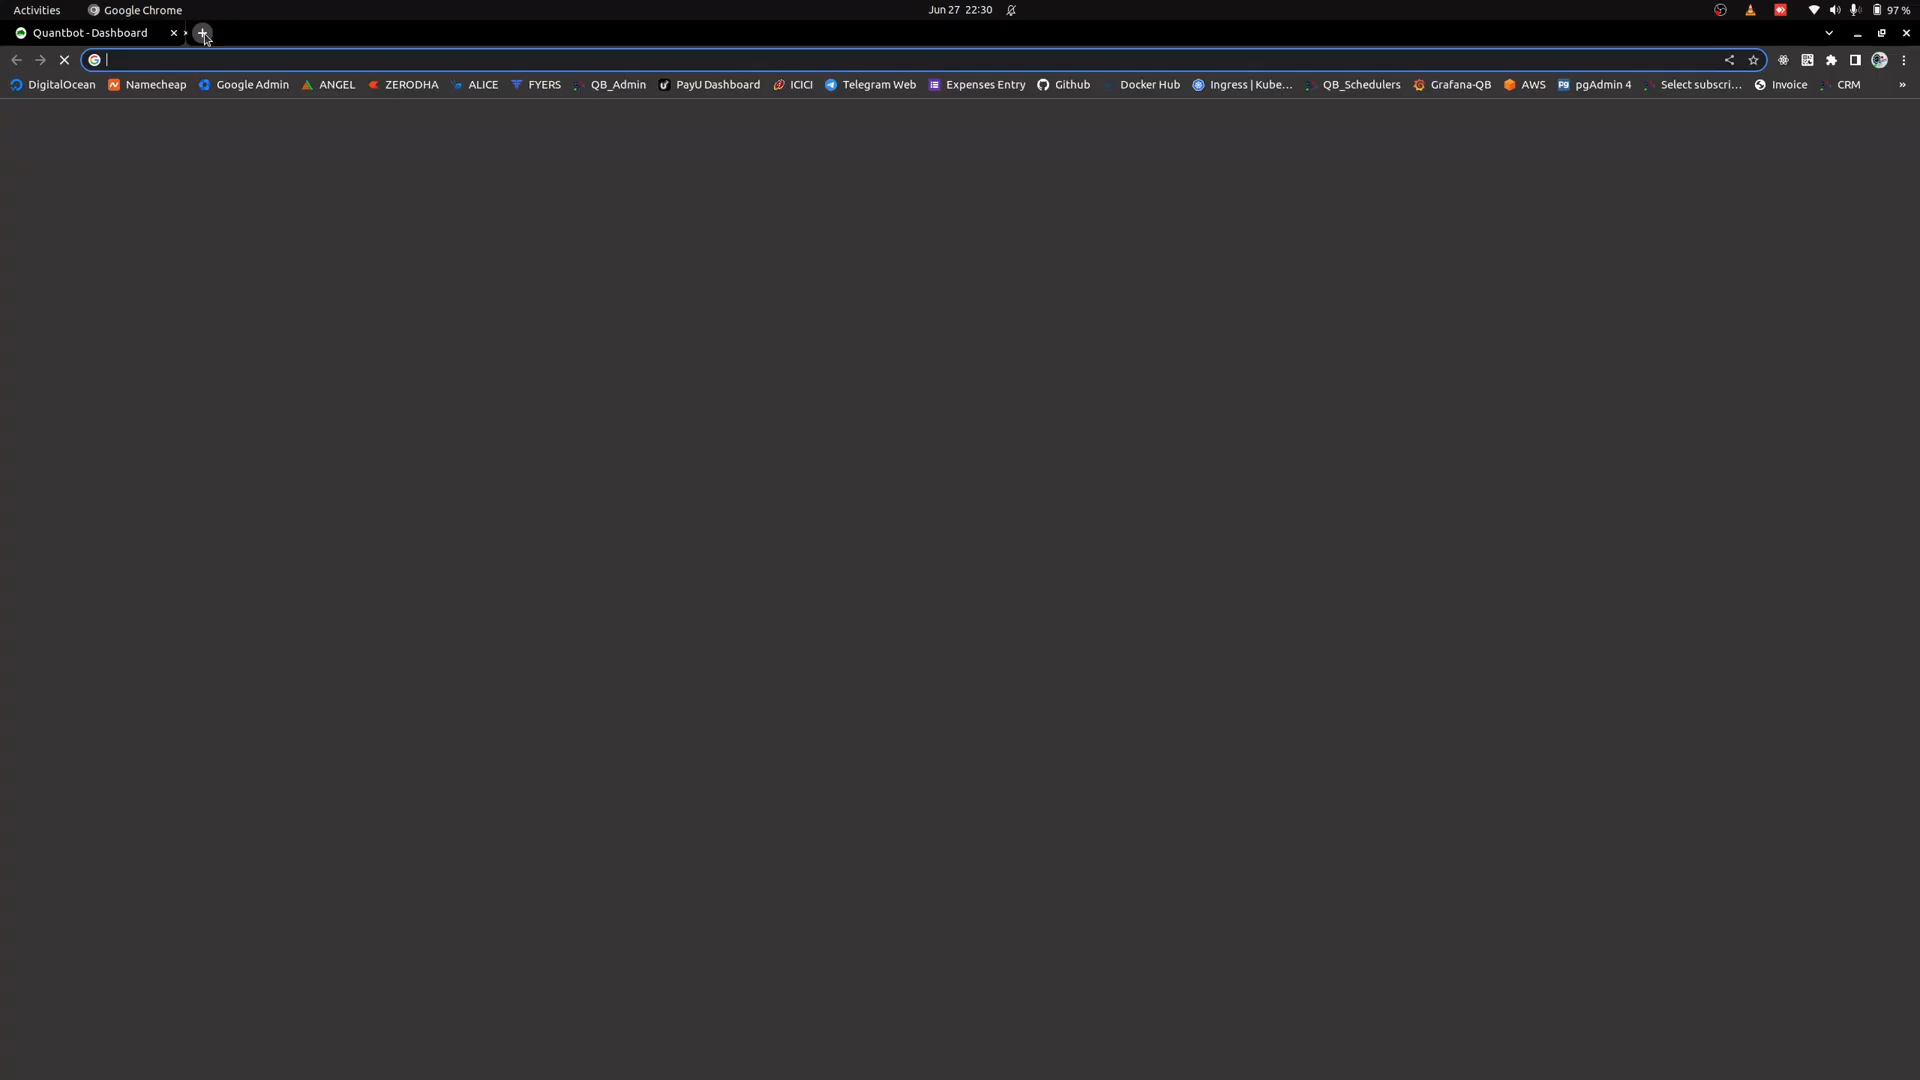 Activities Google Chrome Jun 27 22:30 97 %
Quantbot - Dashboard
DigitalOcean Namecheap Google Admin ANGEL ZERODHA ALICE FYERS QB_Admin PayU Dashboard ICICI Telegram Web Expenses Entry Github Docker Hub Ingress | Kube... QB_Schedulers Grafana-QB AWS pgAdmin 4 Select subscri... Invoice CRM »